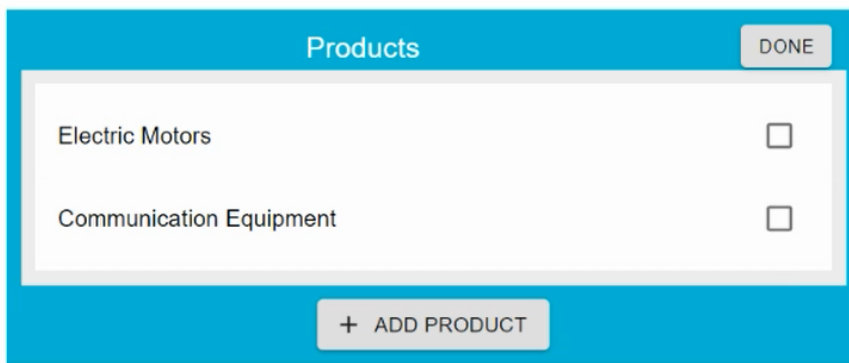 Products
DONE
Electric Motors
Communication Equipment
+ ADD PRODUCT